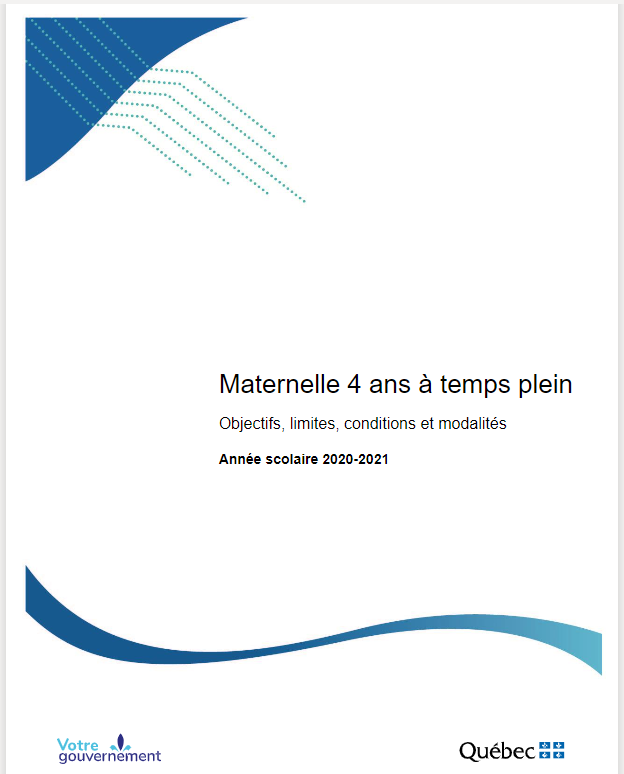 Maternelle 4 ans à temps plein
Objectifs, limites, conditions et modalités
Année scolaire 2020-2021
Votre
gouvernement
Québec